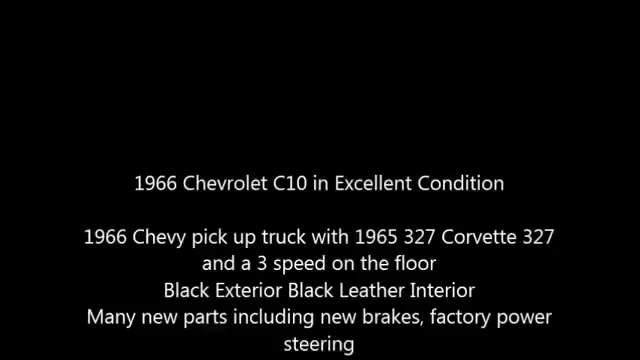 1966 Chevrolet C10 in Excellent Condition
1966 Chevy pick up truck with 1965 327 Corvette 327
and a 3 speed on the floor
Black Exterior Black Leather Interior
Many new parts including new brakes, factory power
steering